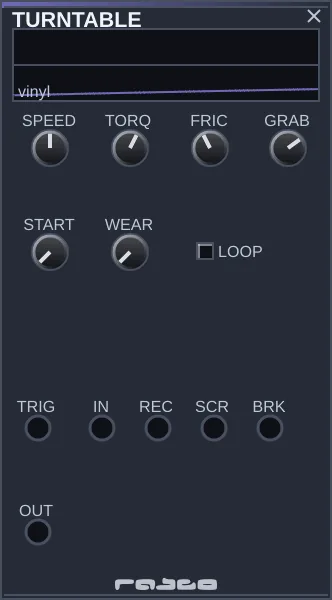 TURNTABLE
vinyl
SPEED TORQ FRIC GRAB
START WEAR LOOP
TRIG IN REC SCR BRK
OUT